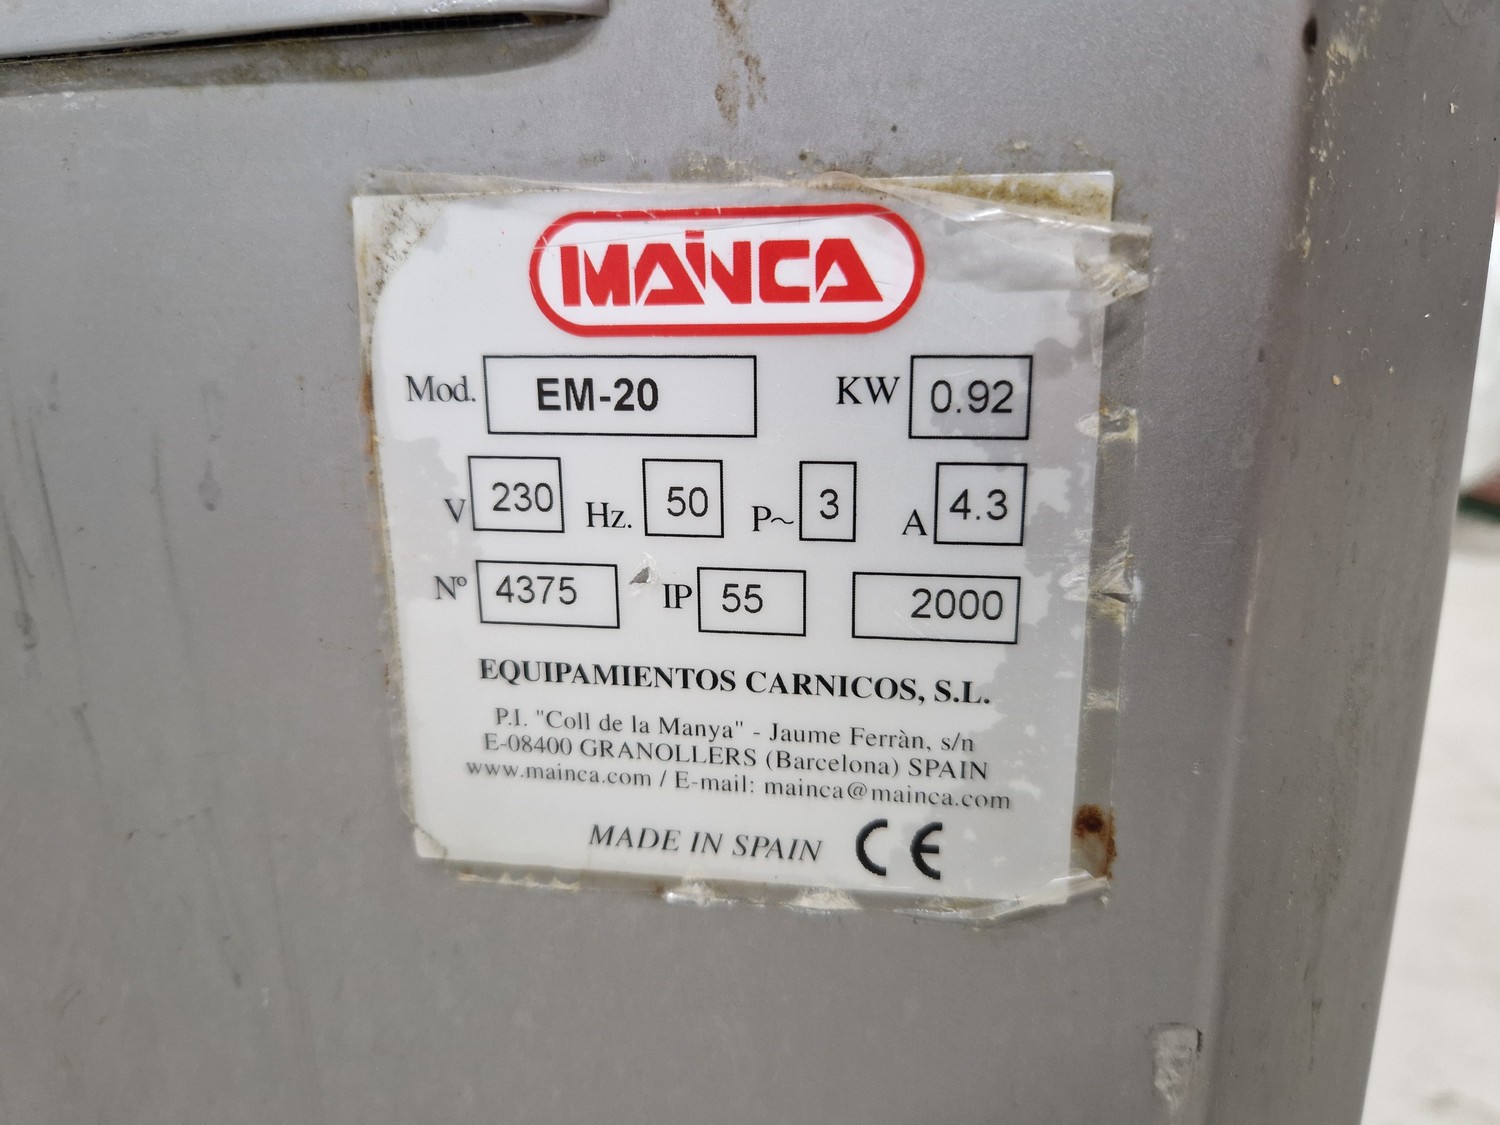 MAINCA
Mod. EM-20 KW 0.92
V 230 Hz. 50 P~ 3 A 4.3
Nº 4375 IP 55 2000
EQUIPAMIENTOS CARNICOS, S.L.
P.I. "Coll de la Manya" - Jaume Ferràn, s/n
E-08400 GRANOLLERS (Barcelona) SPAIN
www.mainca.com / E-mail: mainca@mainca.com
MADE IN SPAIN CE